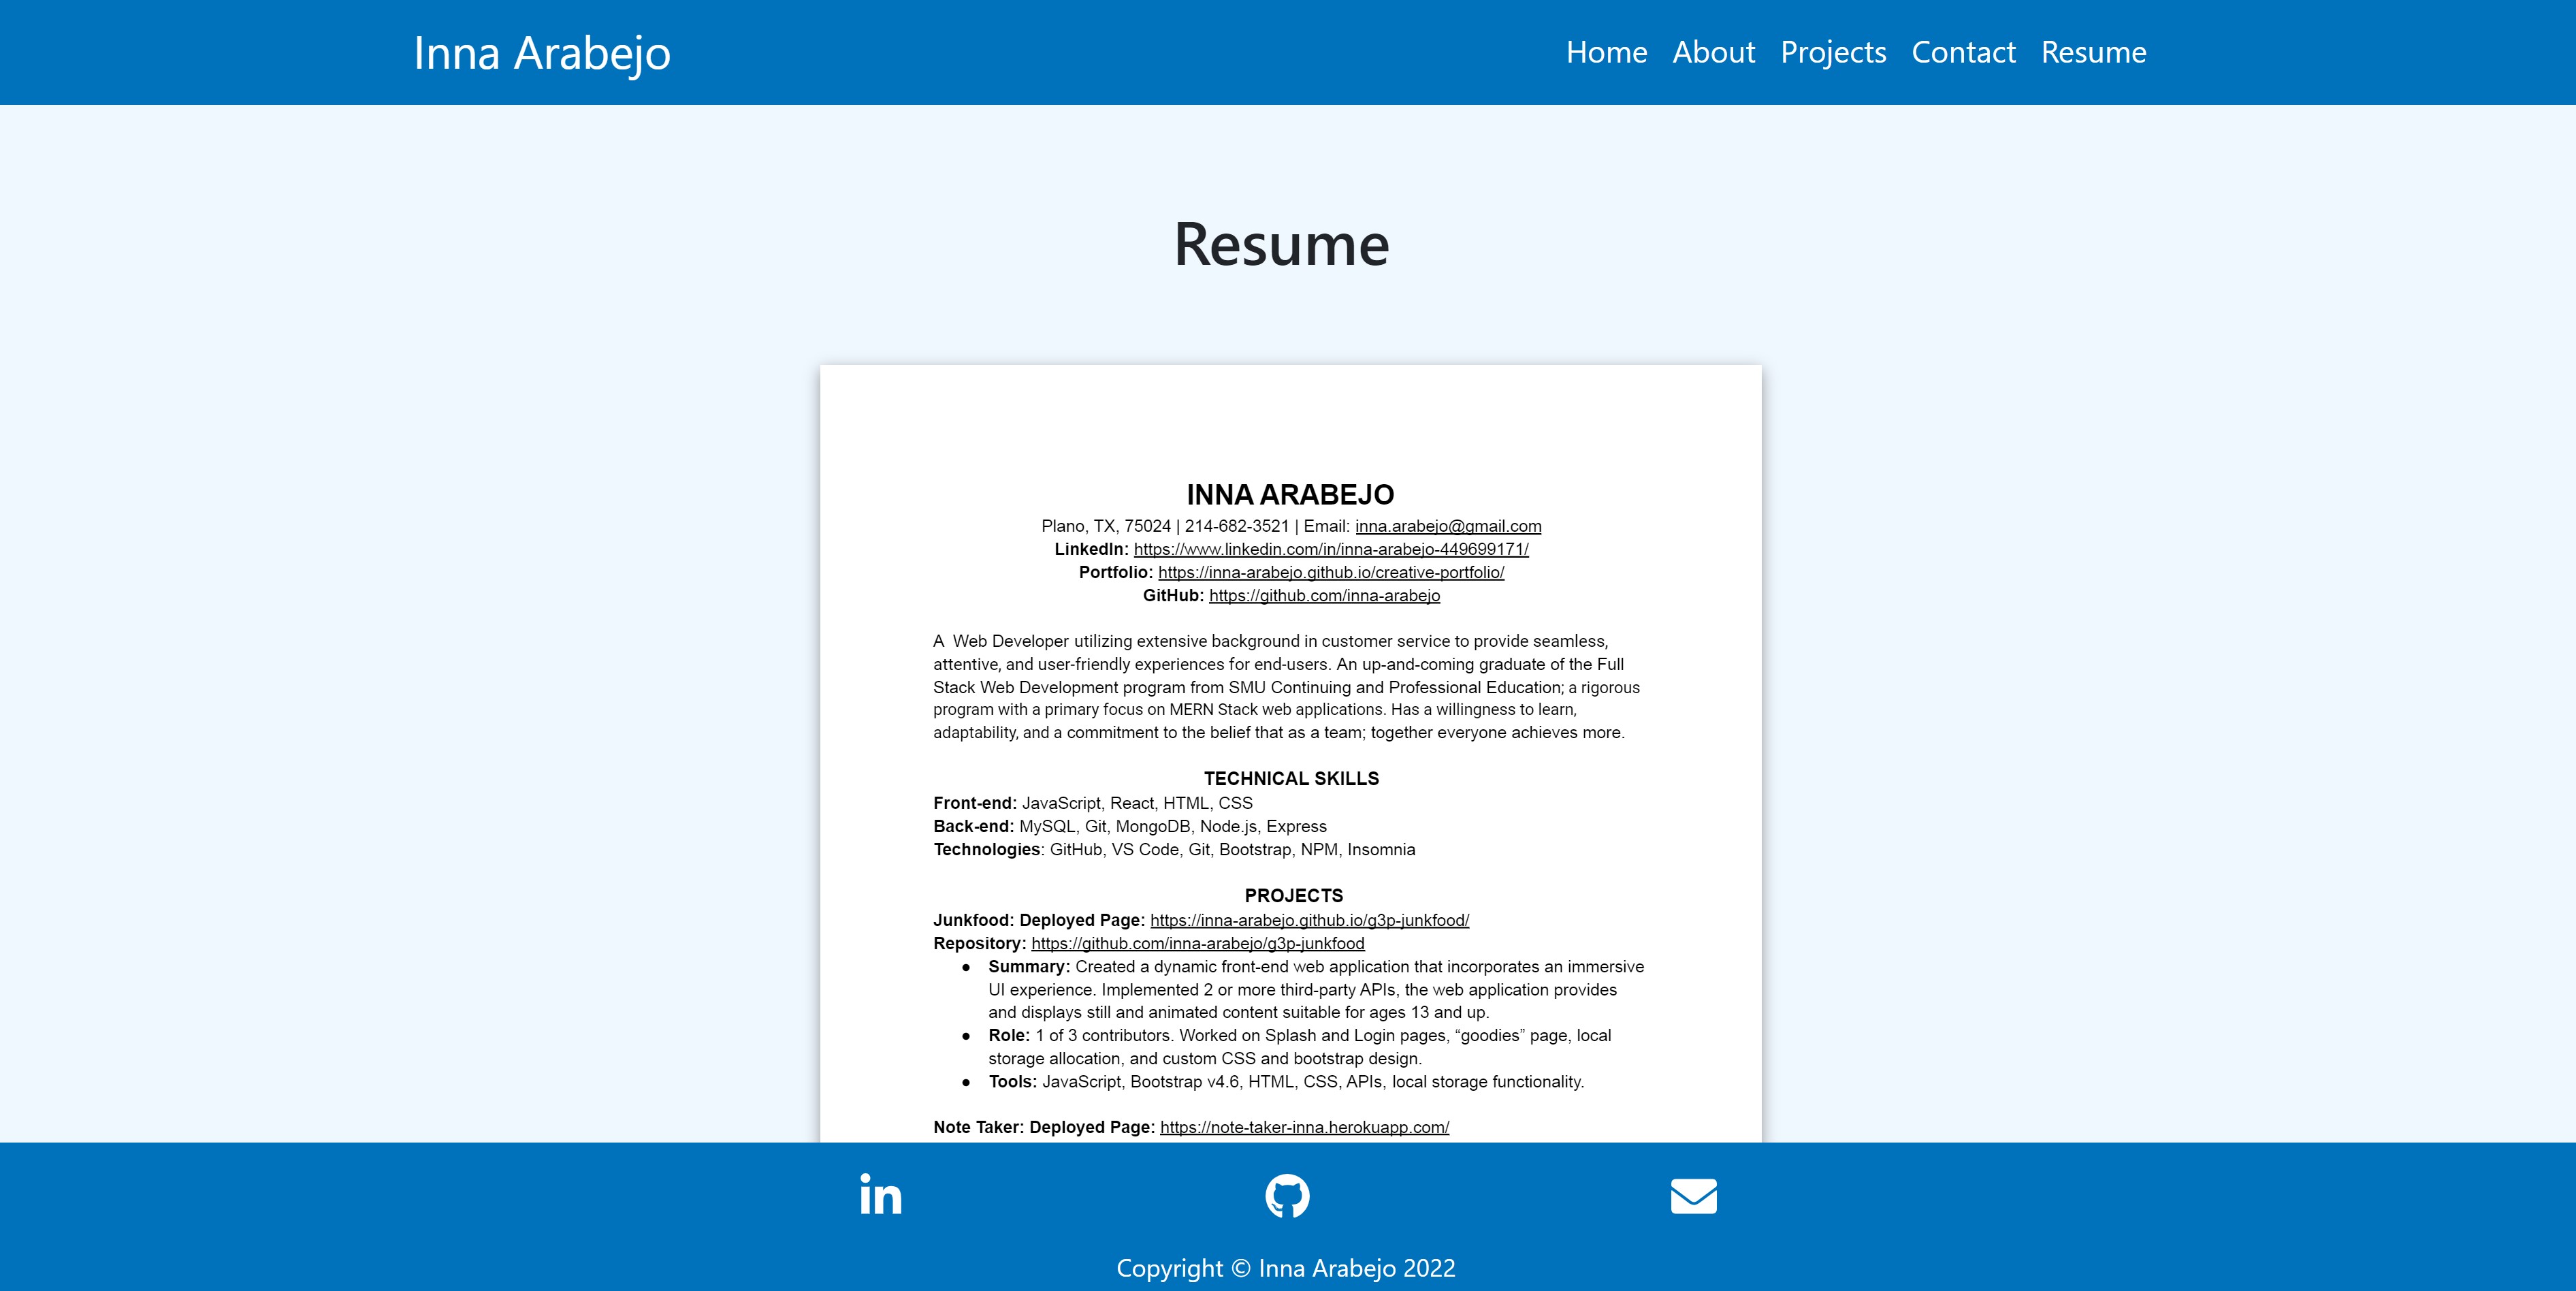 Inna Arabejo
Home About Projects Contact Resume
Resume
INNA ARABEJO
Plano, TX, 75024 | 214-682-3521 | Email: inna.arabejo@gmail.com
LinkedIn: https://www.linkedin.com/in/inna-arabejo-449699171/
Portfolio: https://inna-arabejo.github.io/creative-portfolio/
GitHub: https://github.com/inna-arabejo
A  Web Developer utilizing extensive background in customer service to provide seamless,
attentive, and user-friendly experiences for end-users. An up-and-coming graduate of the Full
Stack Web Development program from SMU Continuing and Professional Education; a rigorous
program with a primary focus on MERN Stack web applications. Has a willingness to learn,
adaptability, and a commitment to the belief that as a team; together everyone achieves more.
TECHNICAL SKILLS
Front-end: JavaScript, React, HTML, CSS
Back-end: MySQL, Git, MongoDB, Node.js, Express
Technologies: GitHub, VS Code, Git, Bootstrap, NPM, Insomnia
PROJECTS
Junkfood: Deployed Page: https://inna-arabejo.github.io/g3p-junkfood/
Repository: https://github.com/inna-arabejo/g3p-junkfood
● Summary: Created a dynamic front-end web application that incorporates an immersive
UI experience. Implemented 2 or more third-party APIs, the web application provides
and displays still and animated content suitable for ages 13 and up.
● Role: 1 of 3 contributors. Worked on Splash and Login pages, “goodies” page, local
storage allocation, and custom CSS and bootstrap design.
● Tools: JavaScript, Bootstrap v4.6, HTML, CSS, APIs, local storage functionality.
Note Taker: Deployed Page: https://note-taker-inna.herokuapp.com/
in
Copyright © Inna Arabejo 2022